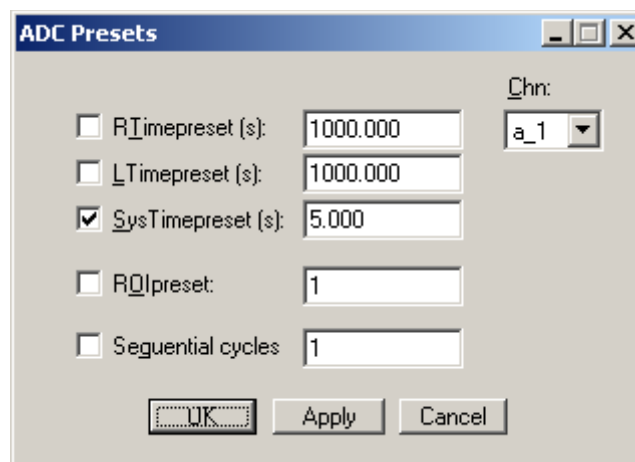 ADC Presets
Chn:
RTimepreset (s): 1000.000 a_1
LTimepreset (s): 1000.000
SysTimepreset (s): 5.000
ROIpreset: 1
Seguential cycles 1
OK Apply Cancel